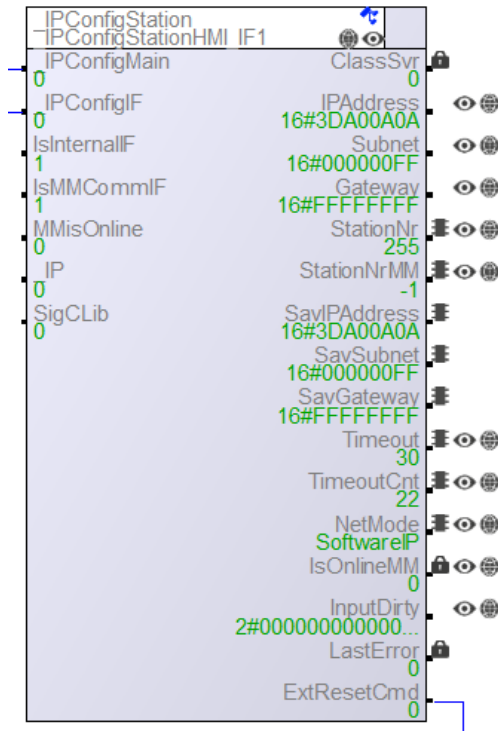 _IPConfigStation
_IPConfigStationHMI_IF1
_IPConfigMain
0
_IPConfigIF
0
IsInternalIF
1
IsMMCommIF
1
MMisOnline
0
_IP
0
SigCLib
0
ClassSvr
0
IPAddress
16#3DA00A0A
Subnet
16#000000FF
Gateway
16#FFFFFFFF
StationNr
255
StationNrMM
-1
SavIPAddress
16#3DA00A0A
SavSubnet
16#000000FF
SavGateway
16#FFFFFFFF
Timeout
30
TimeoutCnt
22
NetMode
SoftwareIP
IsOnlineMM
0
InputDirty
2#000000000000...
LastError
0
ExtResetCmd
0